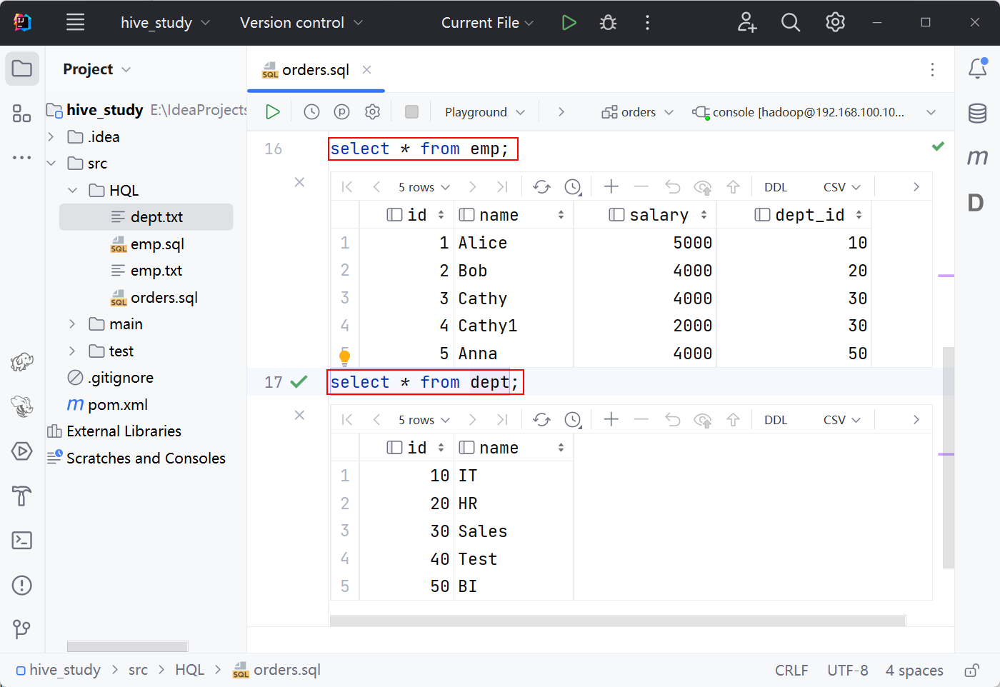 hive_study Version control Current File
Project
orders.sql
hive_study E:\IdeaProjects
.idea
src
HQL
dept.txt
emp.sql
emp.txt
orders.sql
main
test
.gitignore
pom.xml
External Libraries
Scratches and Consoles
Playground orders console [hadoop@192.168.100.10...
16 select * from emp;
5 rows DDL CSV
id name salary dept_id
1 1 Alice 5000 10
2 2 Bob 4000 20
3 3 Cathy 4000 30
4 4 Cathy1 2000 30
5 5 Anna 4000 50
17 select * from dept;
5 rows DDL CSV
id name
1 10 IT
2 20 HR
3 30 Sales
4 40 Test
5 50 BI
hive_study > src > HQL > orders.sql
CRLF UTF-8 4 spaces